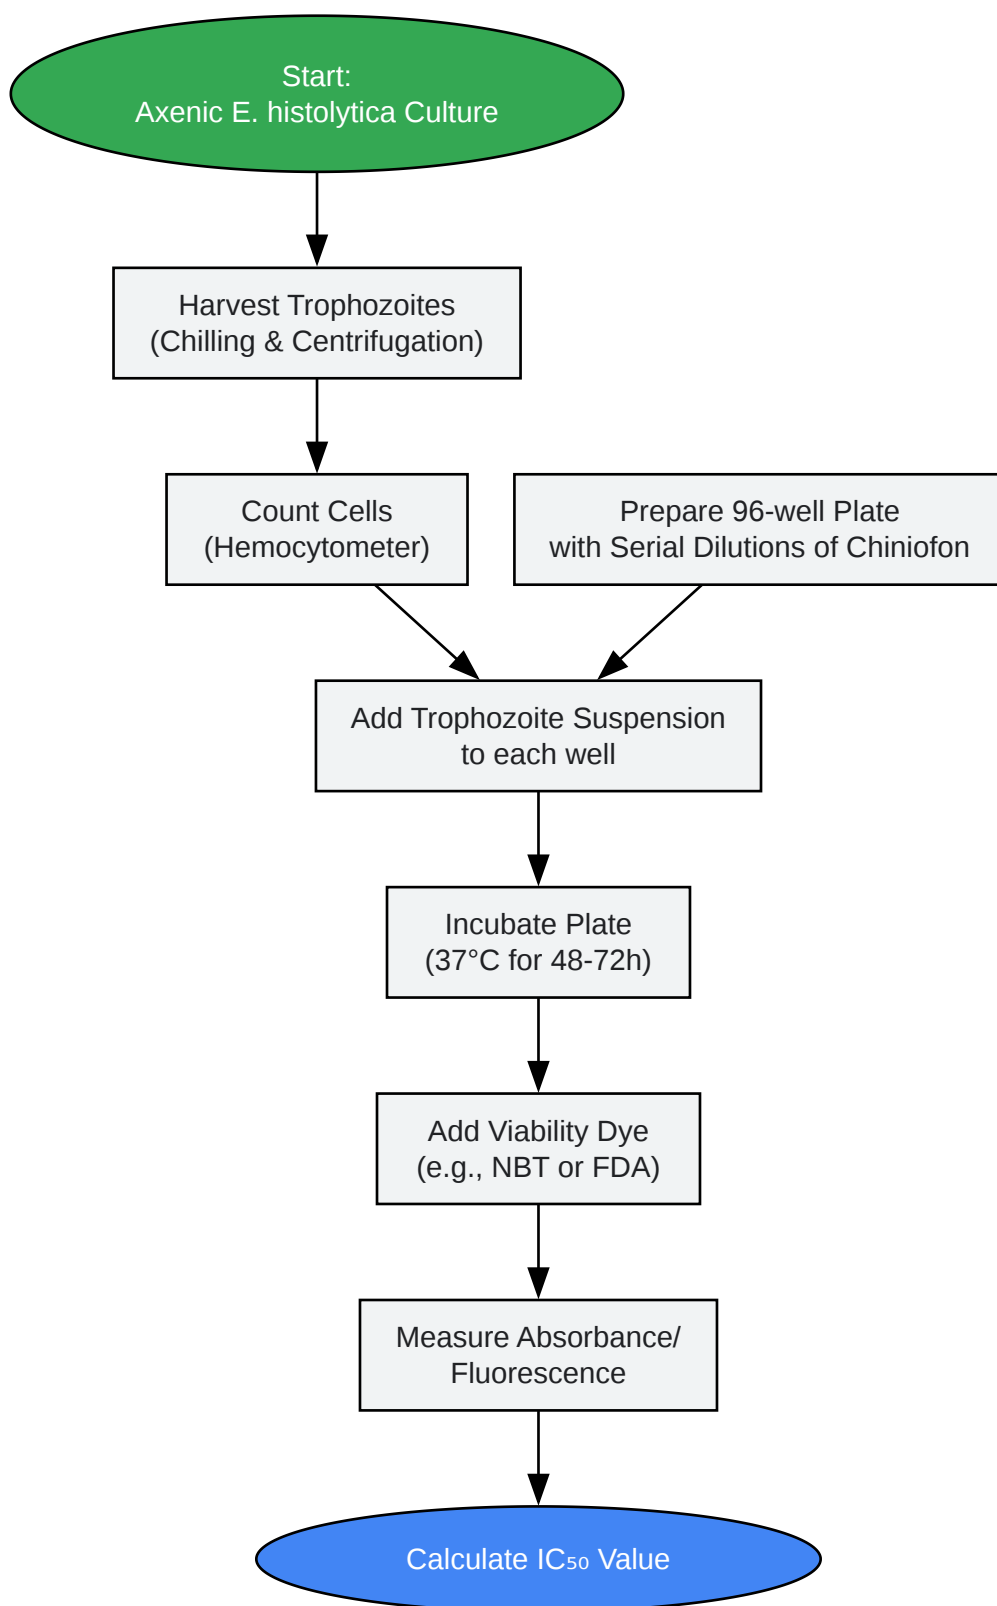 Start:
Axenic E. histolytica Culture
Harvest Trophozoites
(Chilling & Centrifugation)
Count Cells
(Hemocytometer)
Prepare 96-well Plate
with Serial Dilutions of Chiniofon
Add Trophozoite Suspension
to each well
Incubate Plate
(37°C for 48-72h)
Add Viability Dye
(e.g., NBT or FDA)
Measure Absorbance/
Fluorescence
Calculate IC₅₀ Value